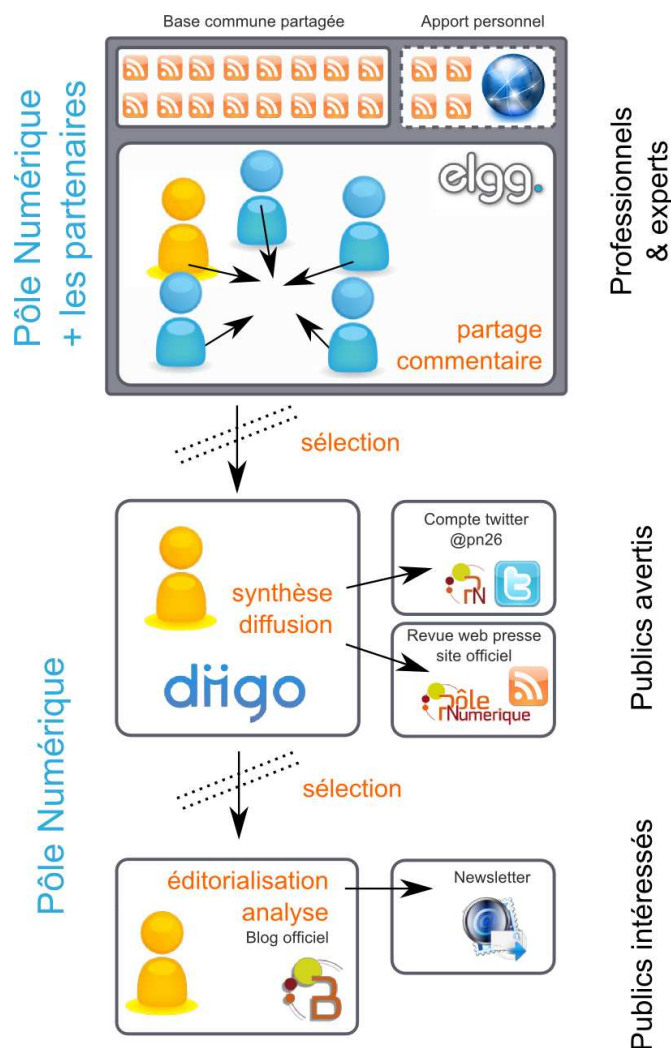 Base commune partagée
Apport personnel
Pôle Numérique
+ les partenaires
Professionnels
& experts
elgg.
partage
commentaire
sélection
Pôle Numérique
synthèse
diffusion
diigo
Compte twitter
@pn26
PN
t
Revue web presse
site officiel
Pôle
Numerique
Publics avertis
sélection
éditorialisation
analyse
Blog officiel
B
Newsletter
@
Publics intéressés